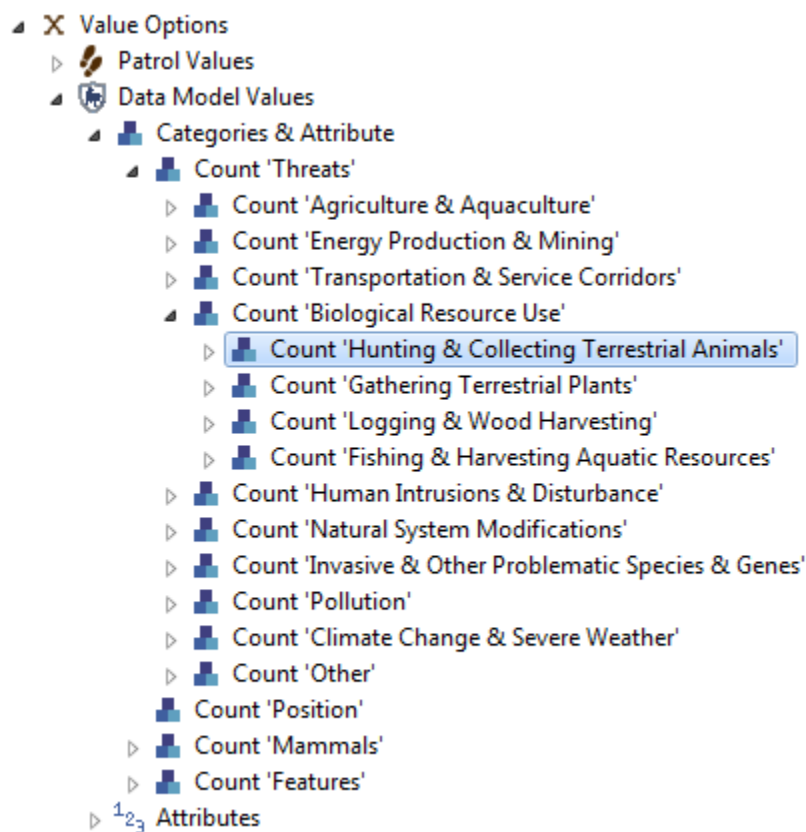 Value Options
Patrol Values
Data Model Values
Categories & Attribute
Count 'Threats'
Count 'Agriculture & Aquaculture'
Count 'Energy Production & Mining'
Count 'Transportation & Service Corridors'
Count 'Biological Resource Use'
Count 'Hunting & Collecting Terrestrial Animals'
Count 'Gathering Terrestrial Plants'
Count 'Logging & Wood Harvesting'
Count 'Fishing & Harvesting Aquatic Resources'
Count 'Human Intrusions & Disturbance'
Count 'Natural System Modifications'
Count 'Invasive & Other Problematic Species & Genes'
Count 'Pollution'
Count 'Climate Change & Severe Weather'
Count 'Other'
Count 'Position'
Count 'Mammals'
Count 'Features'
123 Attributes